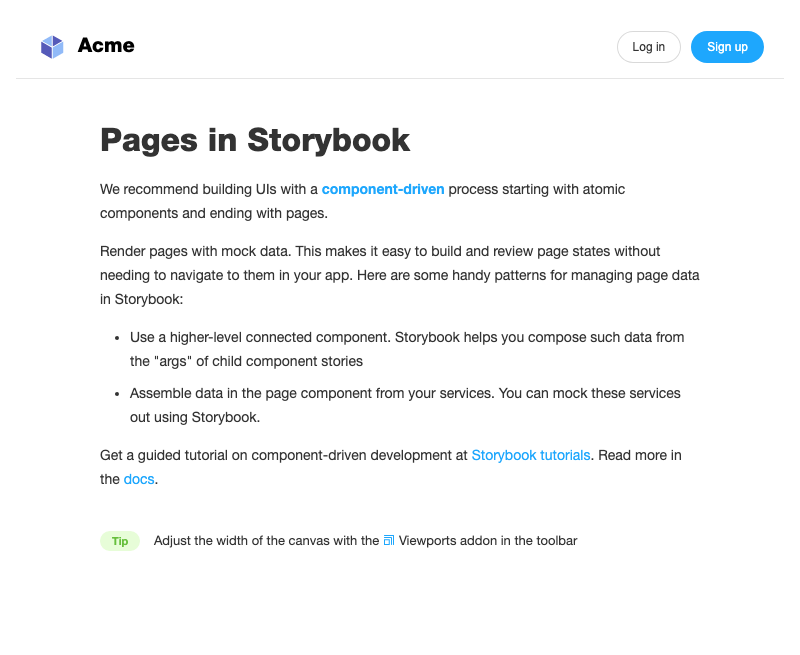 Acme
Log in
Sign up
Pages in Storybook
We recommend building UIs with a component-driven process starting with atomic
components and ending with pages.
Render pages with mock data. This makes it easy to build and review page states without
needing to navigate to them in your app. Here are some handy patterns for managing page data
in Storybook:
• Use a higher-level connected component. Storybook helps you compose such data from
the "args" of child component stories
• Assemble data in the page component from your services. You can mock these services
out using Storybook.
Get a guided tutorial on component-driven development at Storybook tutorials. Read more in
the docs.
Tip
Adjust the width of the canvas with the Viewports addon in the toolbar